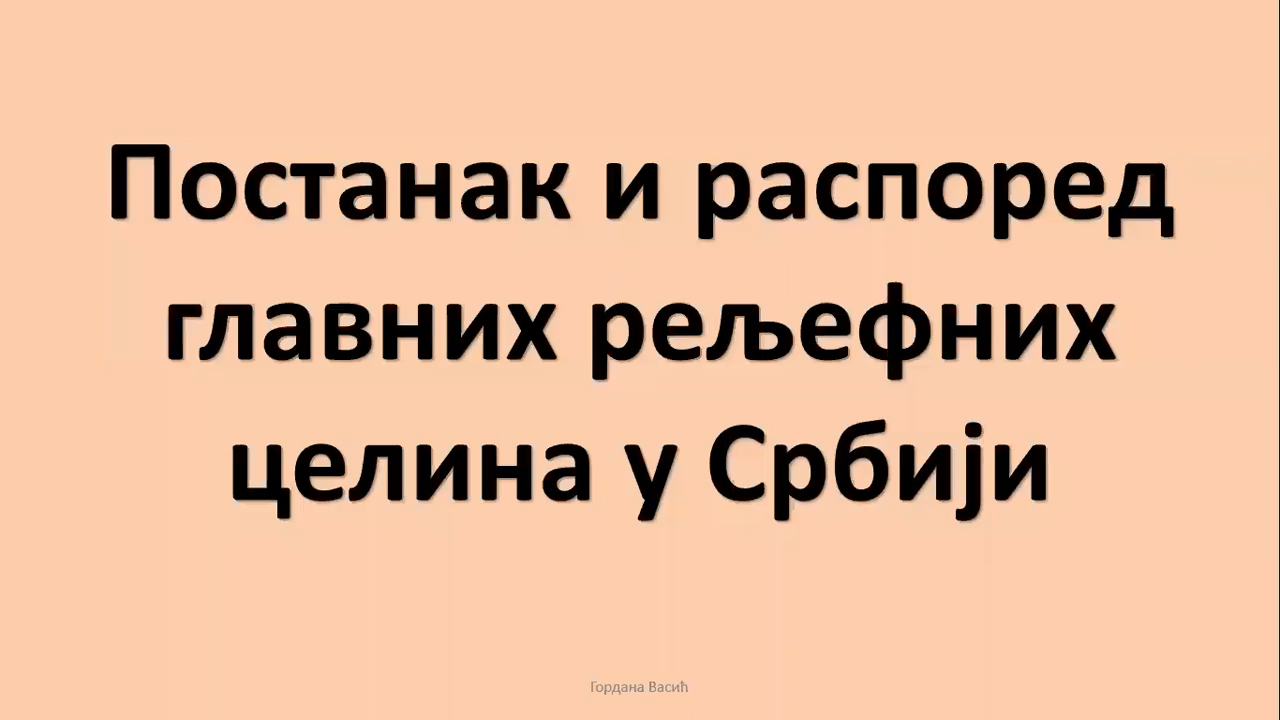 Постанак и распоред
главних рељефних
целина у Србији
Гордана Васић